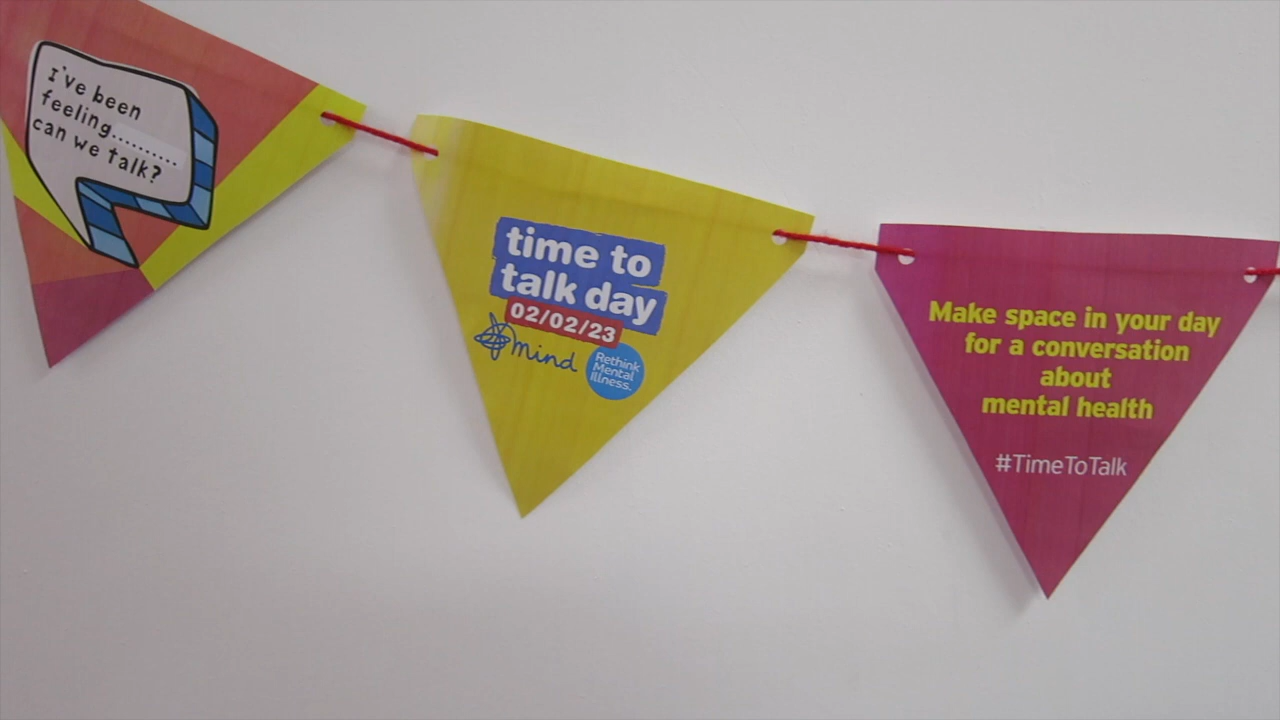 I've been
feeling..........
can we talk?
time to
talk day
02/02/23
mind
Rethink
Mental
Illness.
Make space in your day
for a conversation
about
mental health
#TimeToTalk